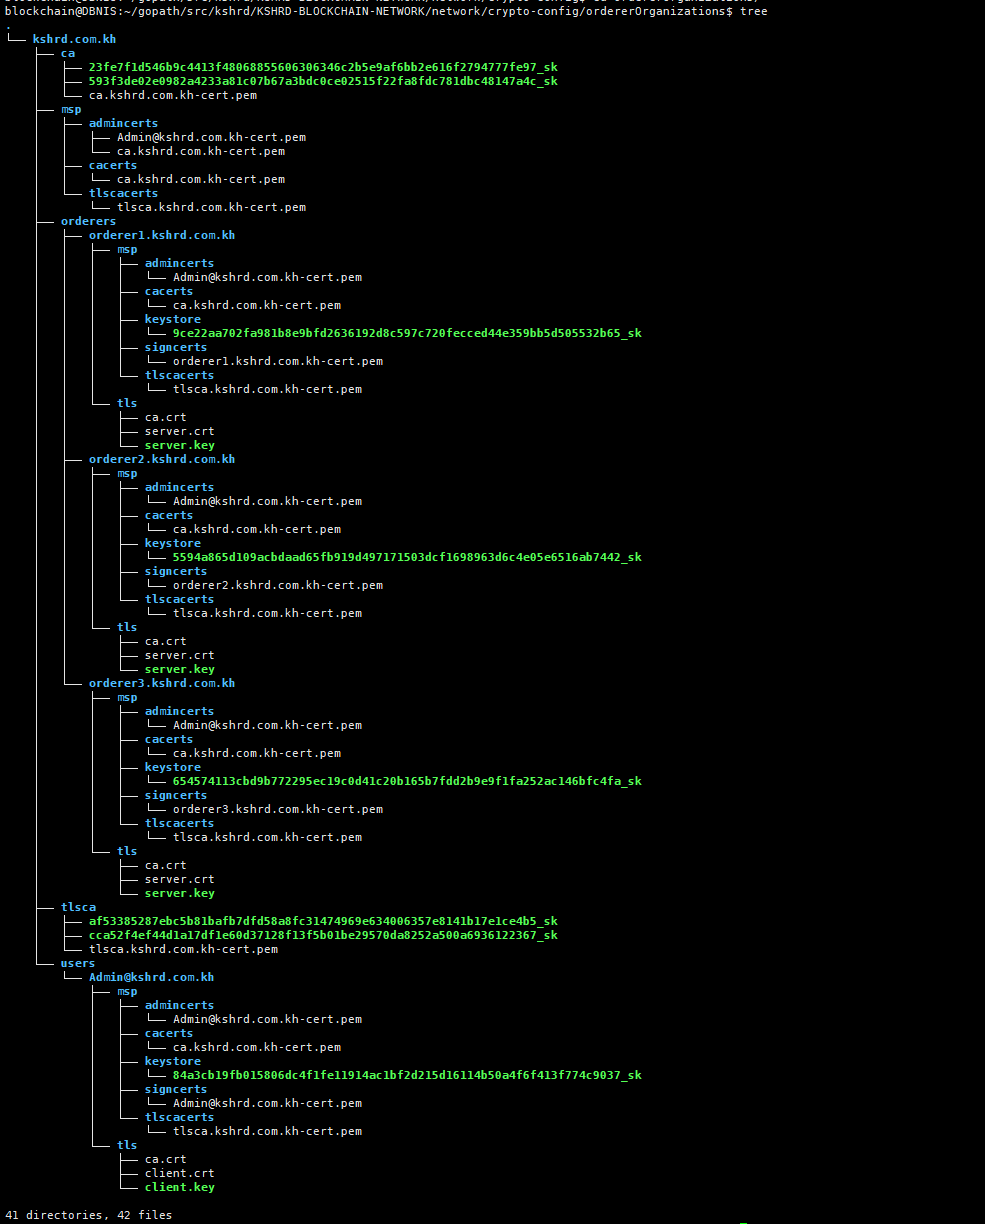 blockchain@DBNIS:~/gopath/src/kshrd/KSHRD-BLOCKCHAIN-NETWORK/network/crypto-config/ordererOrganizations$ tree
.
└── kshrd.com.kh
    ├── ca
    │   ├── 23fe7f1d546b9c4413f48068855606306346c2b5e9af6bb2e616f2794777fe97_sk
    │   ├── 593f3de02e0982a4233a81c07b67a3bdc0ce02515f22fa8fdc781dbc48147a4c_sk
    │   └── ca.kshrd.com.kh-cert.pem
    ├── msp
    │   ├── admincerts
    │   │   ├── Admin@kshrd.com.kh-cert.pem
    │   │   └── ca.kshrd.com.kh-cert.pem
    │   ├── cacerts
    │   │   └── ca.kshrd.com.kh-cert.pem
    │   └── tlscacerts
    │       └── tlsca.kshrd.com.kh-cert.pem
    ├── orderers
    │   ├── orderer1.kshrd.com.kh
    │   │   ├── msp
    │   │   │   ├── admincerts
    │   │   │   │   └── Admin@kshrd.com.kh-cert.pem
    │   │   │   ├── cacerts
    │   │   │   │   └── ca.kshrd.com.kh-cert.pem
    │   │   │   ├── keystore
    │   │   │   │   └── 9ce22aa702fa981b8e9bfd2636192d8c597c720fecced44e359bb5d505532b65_sk
    │   │   │   ├── signcerts
    │   │   │   │   └── orderer1.kshrd.com.kh-cert.pem
    │   │   │   └── tlscacerts
    │   │   │       └── tlsca.kshrd.com.kh-cert.pem
    │   │   └── tls
    │   │       ├── ca.crt
    │   │       ├── server.crt
    │   │       └── server.key
    │   ├── orderer2.kshrd.com.kh
    │   │   ├── msp
    │   │   │   ├── admincerts
    │   │   │   │   └── Admin@kshrd.com.kh-cert.pem
    │   │   │   ├── cacerts
    │   │   │   │   └── ca.kshrd.com.kh-cert.pem
    │   │   │   ├── keystore
    │   │   │   │   └── 5594a865d109acbdaad65fb919d497171503dcf1698963d6c4e05e6516ab7442_sk
    │   │   │   ├── signcerts
    │   │   │   │   └── orderer2.kshrd.com.kh-cert.pem
    │   │   │   └── tlscacerts
    │   │   │       └── tlsca.kshrd.com.kh-cert.pem
    │   │   └── tls
    │   │       ├── ca.crt
    │   │       ├── server.crt
    │   │       └── server.key
    │   └── orderer3.kshrd.com.kh
    │       ├── msp
    │       │   ├── admincerts
    │       │   │   └── Admin@kshrd.com.kh-cert.pem
    │       │   ├── cacerts
    │       │   │   └── ca.kshrd.com.kh-cert.pem
    │       │   ├── keystore
    │       │   │   └── 654574113cbd9b772295ec19c0d41c20b165b7fdd2b9e9f1fa252ac146bfc4fa_sk
    │       │   ├── signcerts
    │       │   │   └── orderer3.kshrd.com.kh-cert.pem
    │       │   └── tlscacerts
    │       │       └── tlsca.kshrd.com.kh-cert.pem
    │       └── tls
    │           ├── ca.crt
    │           ├── server.crt
    │           └── server.key
    ├── tlsca
    │   ├── af53385287ebc5b81bafb7dfd58a8fc31474969e634006357e8141b17e1ce4b5_sk
    │   ├── cca52f4ef44d1a17df1e60d37128f13f5b01be29570da8252a500a6936122367_sk
    │   └── tlsca.kshrd.com.kh-cert.pem
    └── users
        └── Admin@kshrd.com.kh
            ├── msp
            │   ├── admincerts
            │   │   └── Admin@kshrd.com.kh-cert.pem
            │   ├── cacerts
            │   │   └── ca.kshrd.com.kh-cert.pem
            │   ├── keystore
            │   │   └── 84a3cb19fb015806dc4f1fe11914ac1bf2d215d16114b50a4f6f413f774c9037_sk
            │   ├── signcerts
            │   │   └── Admin@kshrd.com.kh-cert.pem
            │   └── tlscacerts
            │       └── tlsca.kshrd.com.kh-cert.pem
            └── tls
                ├── ca.crt
                ├── client.crt
                └── client.key

41 directories, 42 files